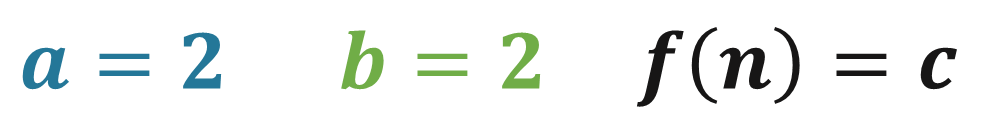 a = 2 b = 2 f(n) = c